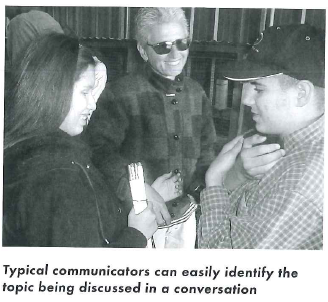 Typical communicators can easily identify the
topic being discussed in a conversation